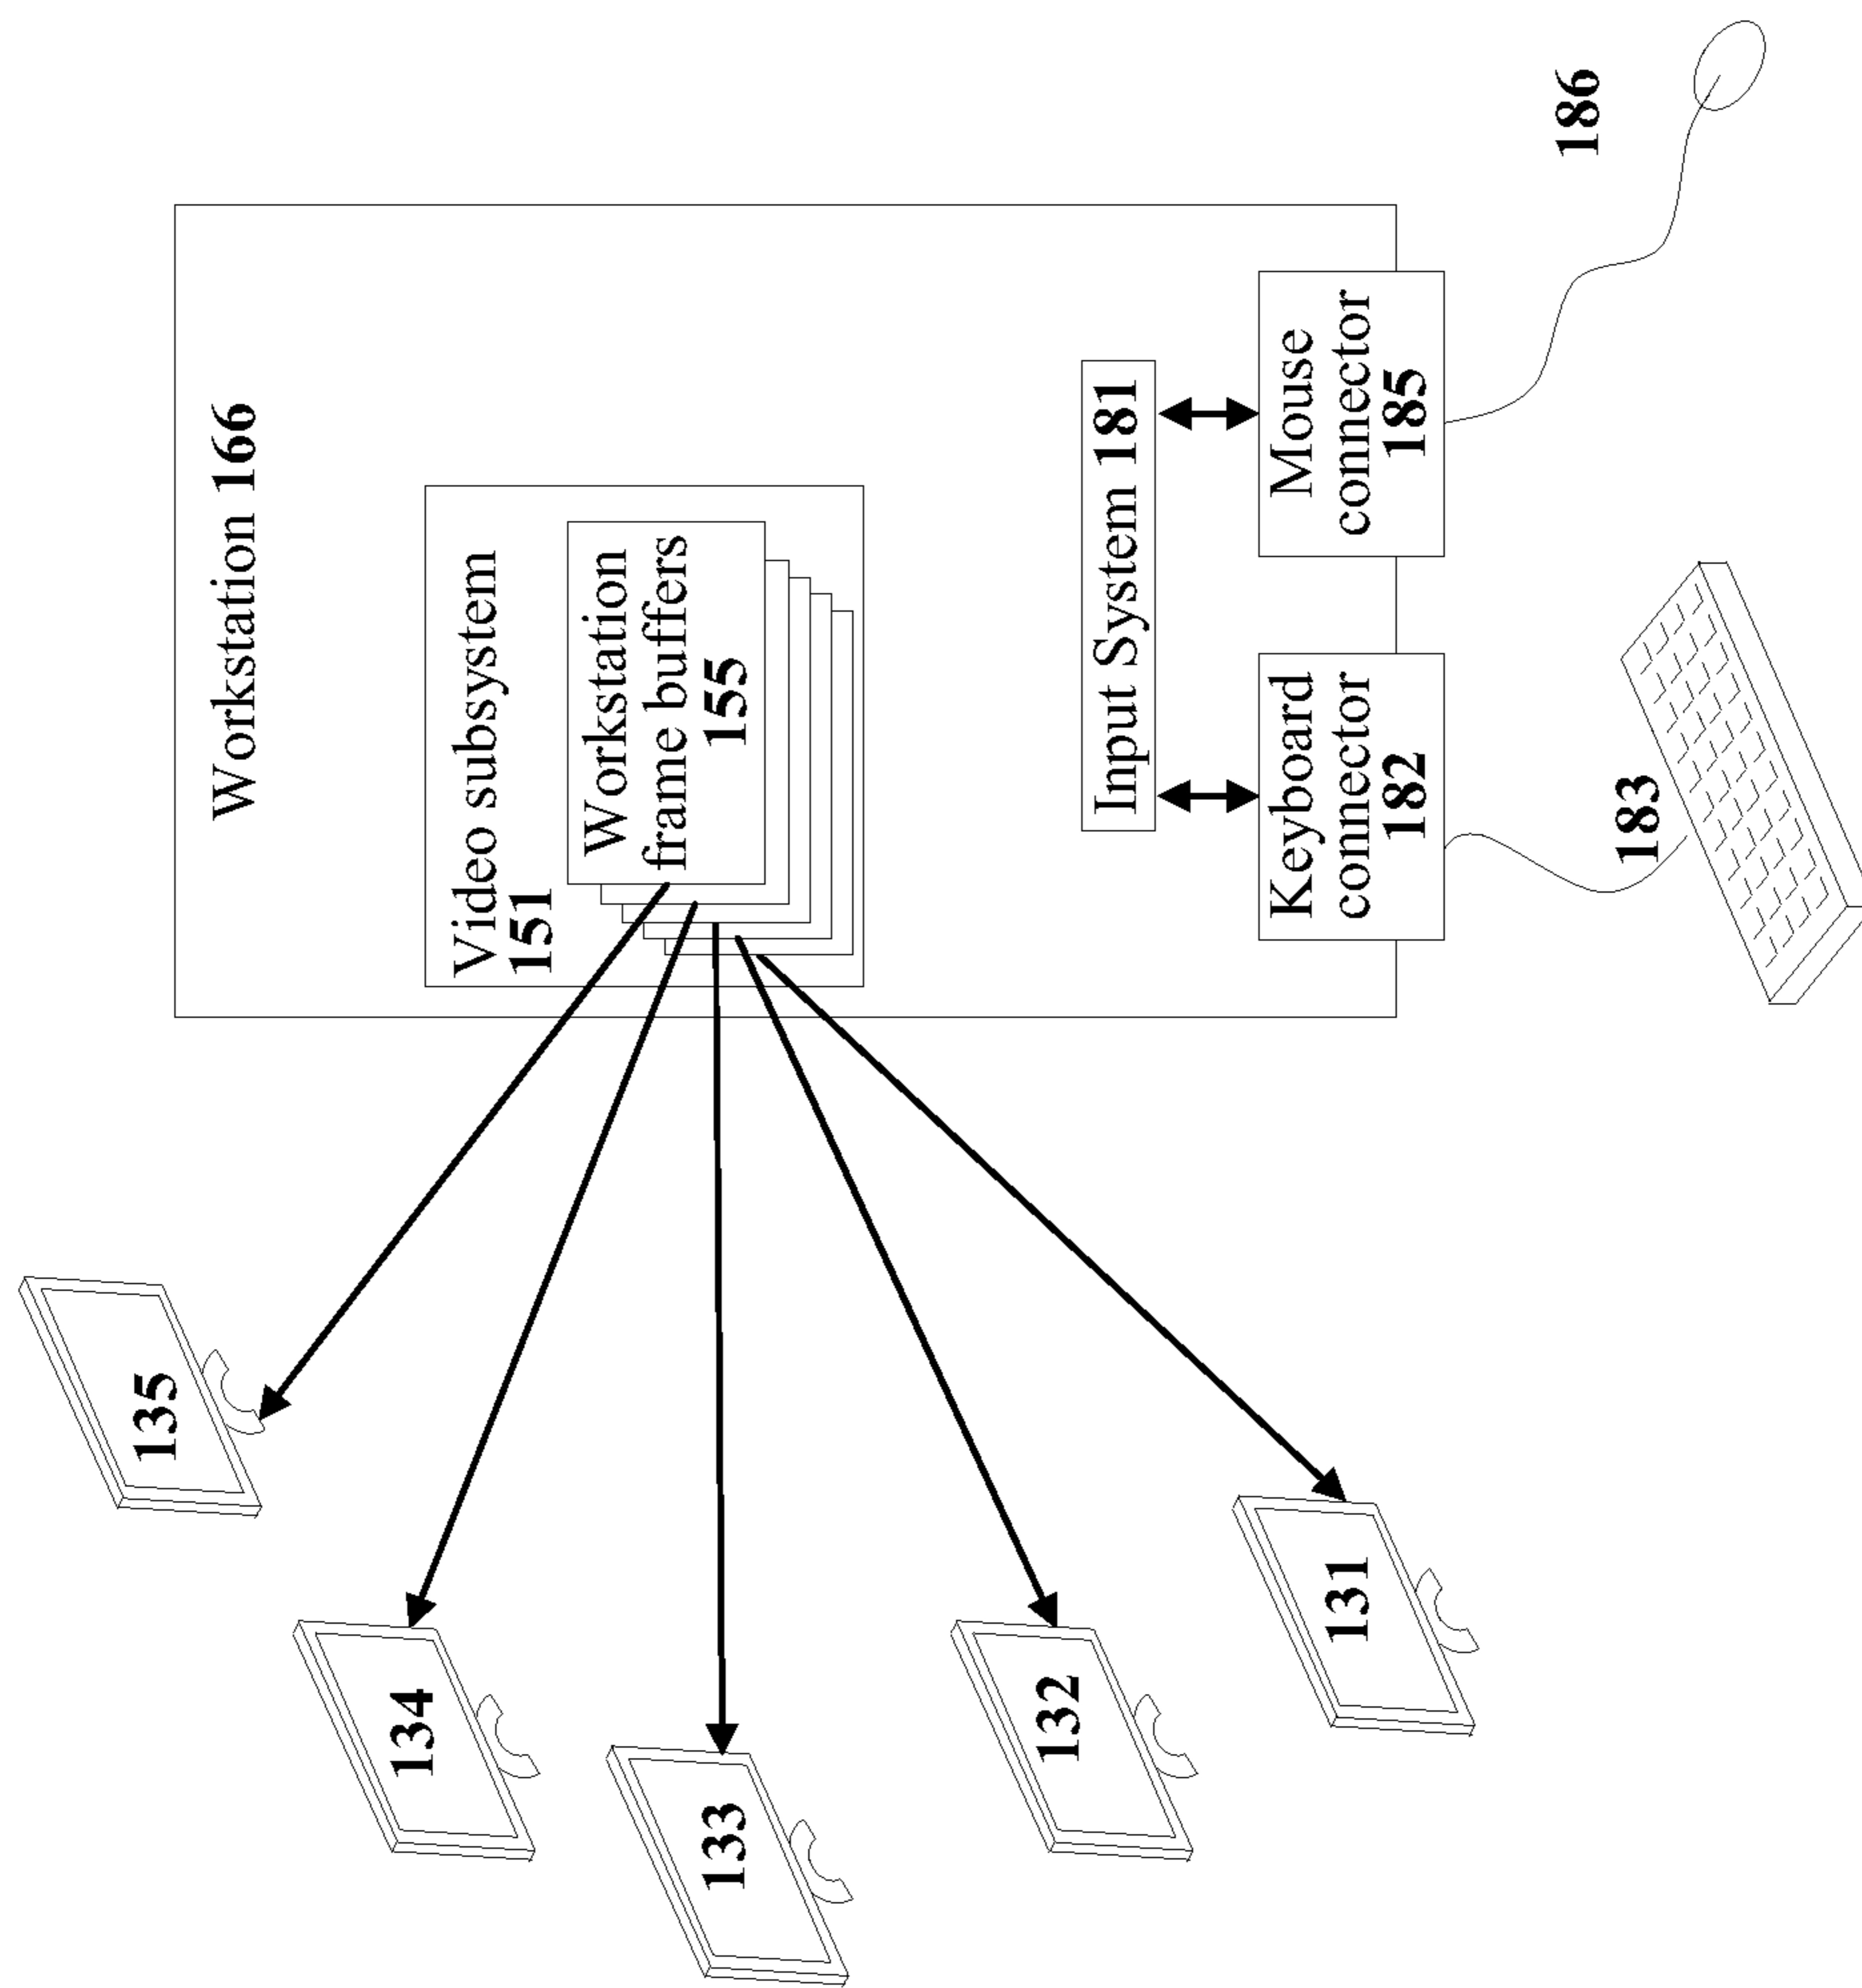 Workstation 166
Video subsystem
151
Workstation
frame buffers
155
Input System 181
Keyboard
connector
182
Mouse
connector
185
183
186
135
134
133
132
131